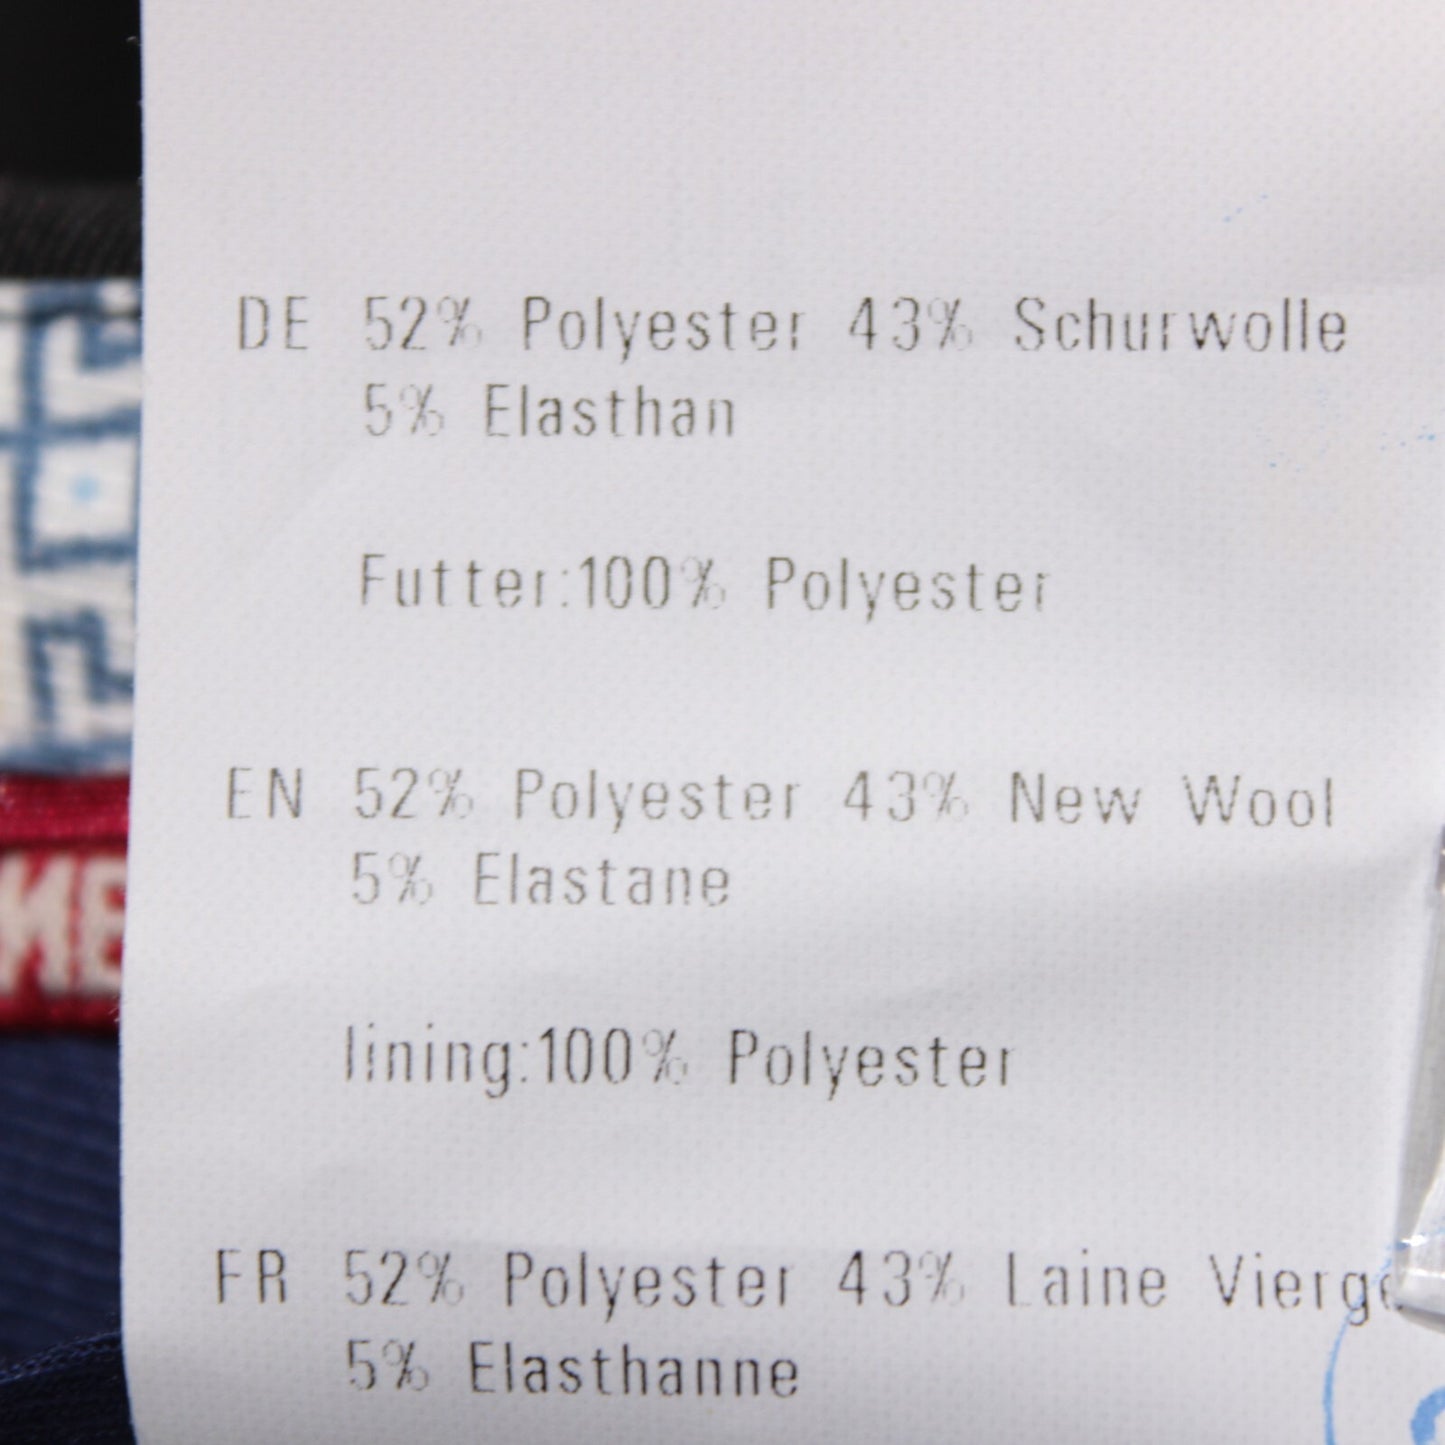 DE 52% Polyester 43% Schurwolle
5% Elasthan
Futter:100% Polyester
EN 52% Polyester 43% New Wool
5% Elastane
lining:100% Polyester
FR 52% Polyester 43% Laine Vierge
5% Elasthanne